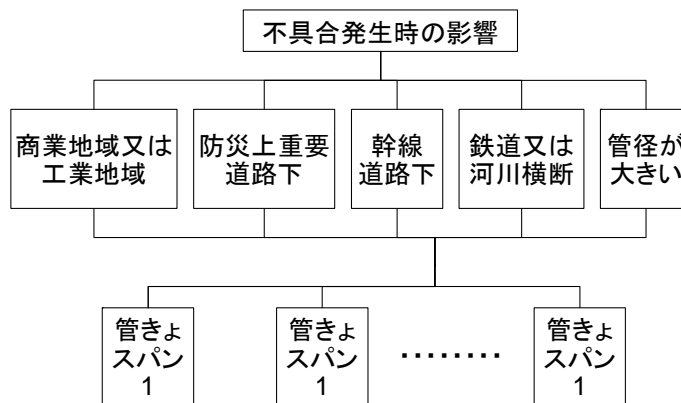 不具合発生時の影響
商業地域又は
工業地域
防災上重要
道路下
幹線
道路下
鉄道又は
河川横断
管径が
大きい
管きょ
スパン
1
管きょ
スパン
1
········
管きょ
スパン
1